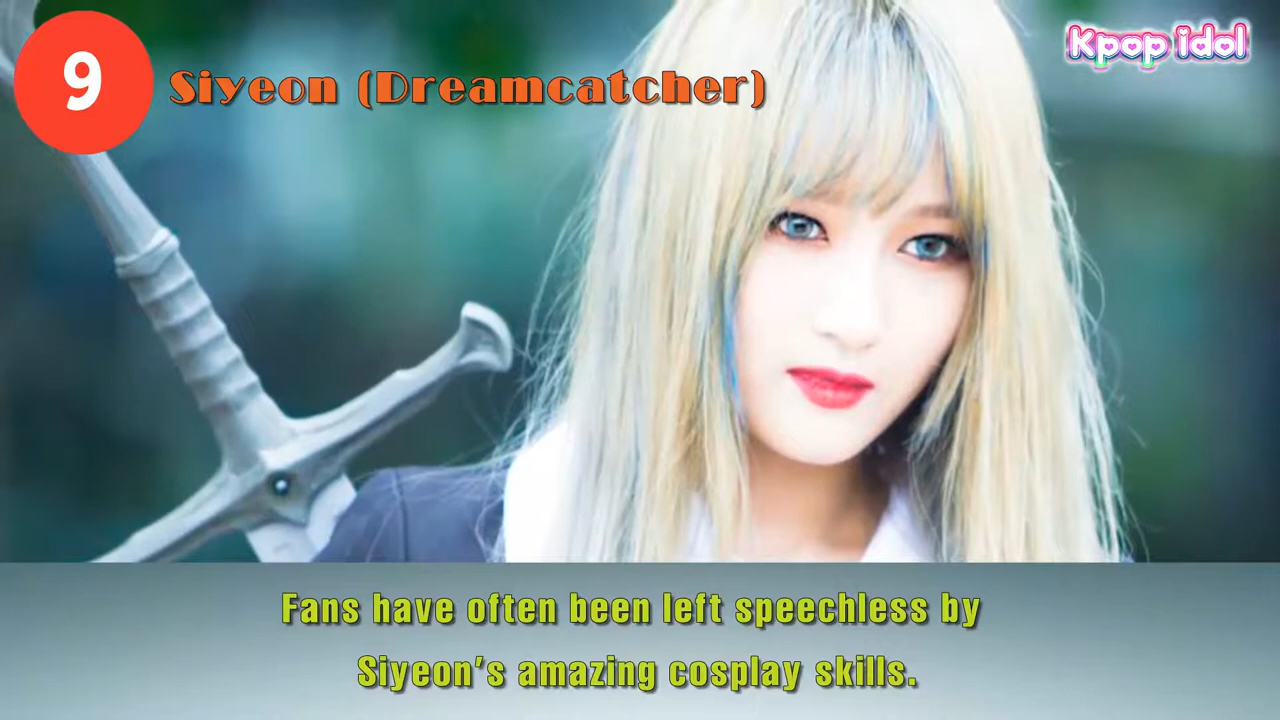 9
Siyeon (Dreamcatcher)
Kpop idol
Fans have often been left speechless by
Siyeon's amazing cosplay skills.